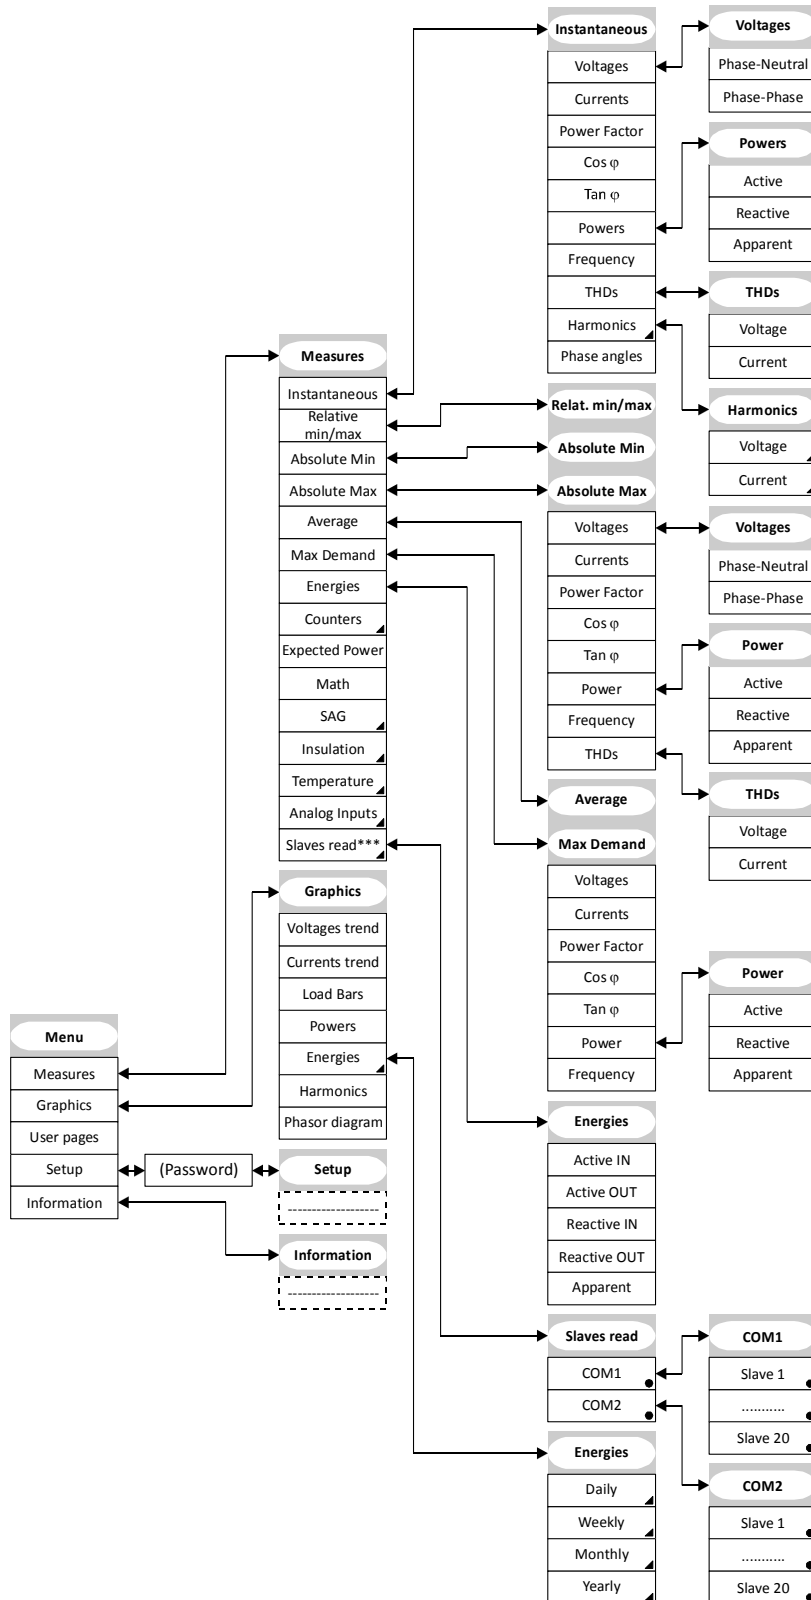 Menu
Measures
Graphics
User pages
Setup
Information
(Password)
Measures
Instantaneous
Relative
min/max
Absolute Min
Absolute Max
Average
Max Demand
Energies
Counters
Expected Power
Math
SAG
Insulation
Temperature
Analog Inputs
Slaves read***
Graphics
Voltages trend
Currents trend
Load Bars
Powers
Energies
Harmonics
Phasor diagram
Setup
--------------------
Information
--------------------
Instantaneous
Voltages
Currents
Power Factor
Cos φ
Tan φ
Powers
Frequency
THDs
Harmonics
Phase angles
Relat. min/max
Absolute Min
Absolute Max
Voltages
Currents
Power Factor
Cos φ
Tan φ
Power
Frequency
THDs
Average
Max Demand
Voltages
Currents
Power Factor
Cos φ
Tan φ
Power
Frequency
Energies
Active IN
Active OUT
Reactive IN
Reactive OUT
Apparent
Slaves read
COM1
COM2
Energies
Daily
Weekly
Monthly
Yearly
Voltages
Phase-Neutral
Phase-Phase
Powers
Active
Reactive
Apparent
THDs
Voltage
Current
Harmonics
Voltage
Current
Voltages
Phase-Neutral
Phase-Phase
Power
Active
Reactive
Apparent
THDs
Voltage
Current
Power
Active
Reactive
Apparent
COM1
Slave 1
...........
Slave 20
COM2
Slave 1
...........
Slave 20